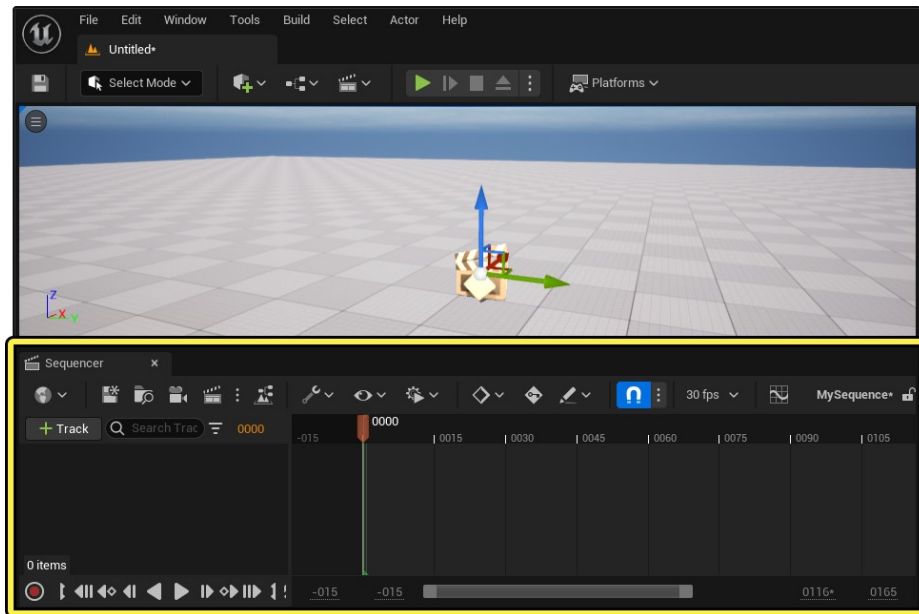 File Edit Window Tools Build Select Actor Help
Untitled*
Select Mode Platforms
Z
X Y
Sequencer
30 fps MySequence*
+ Track Search Trac 0000 0000
-015 0015 0030 0045 0060 0075 0090 0105
0 items
-015 -015 0116* 0165